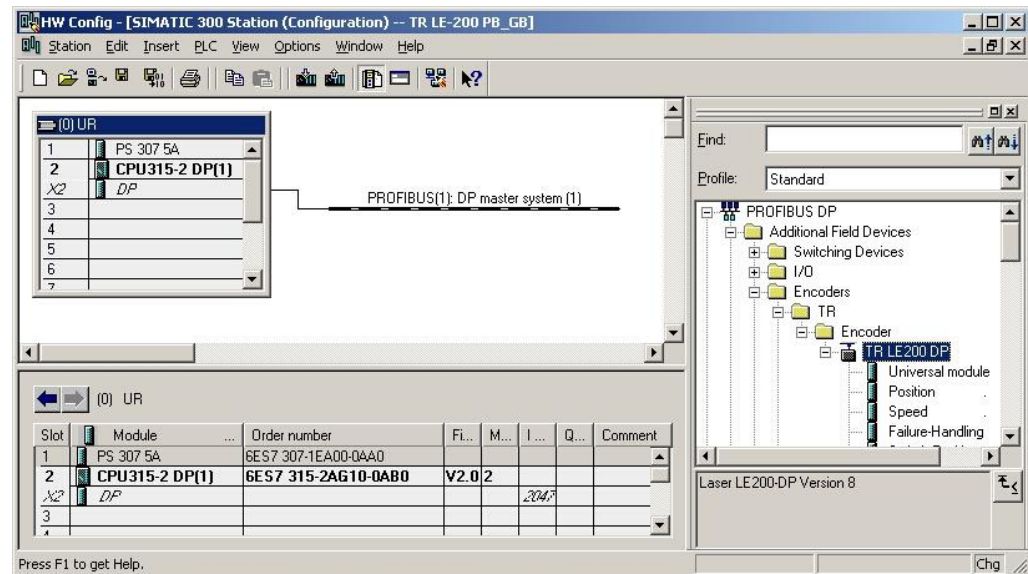 HW Config - [SIMATIC 300 Station (Configuration) -- TR LE-200 PB_GB]
Station Edit Insert PLC View Options Window Help
(0) UR
1 PS 307 5A
2 CPU315-2 DP(1)
X2 DP
3
4
5
6
7
PROFIBUS(1): DP master system (1)
Find:
Profile: Standard
PROFIBUS DP
Additional Field Devices
Switching Devices
I/O
Encoders
TR
Encoder
TR LE200 DP
Universal module
Position
Speed
Failure-Handling
Laser LE200-DP Version 8
(0) UR
Slot Module ... Order number Fi... M... I ... Q... Comment
1 PS 307 5A 6ES7 307-1EA00-0AA0
2 CPU315-2 DP(1) 6ES7 315-2AG10-0AB0 V2.0 2
X2 DP 2047
3
4
Press F1 to get Help.
Chg